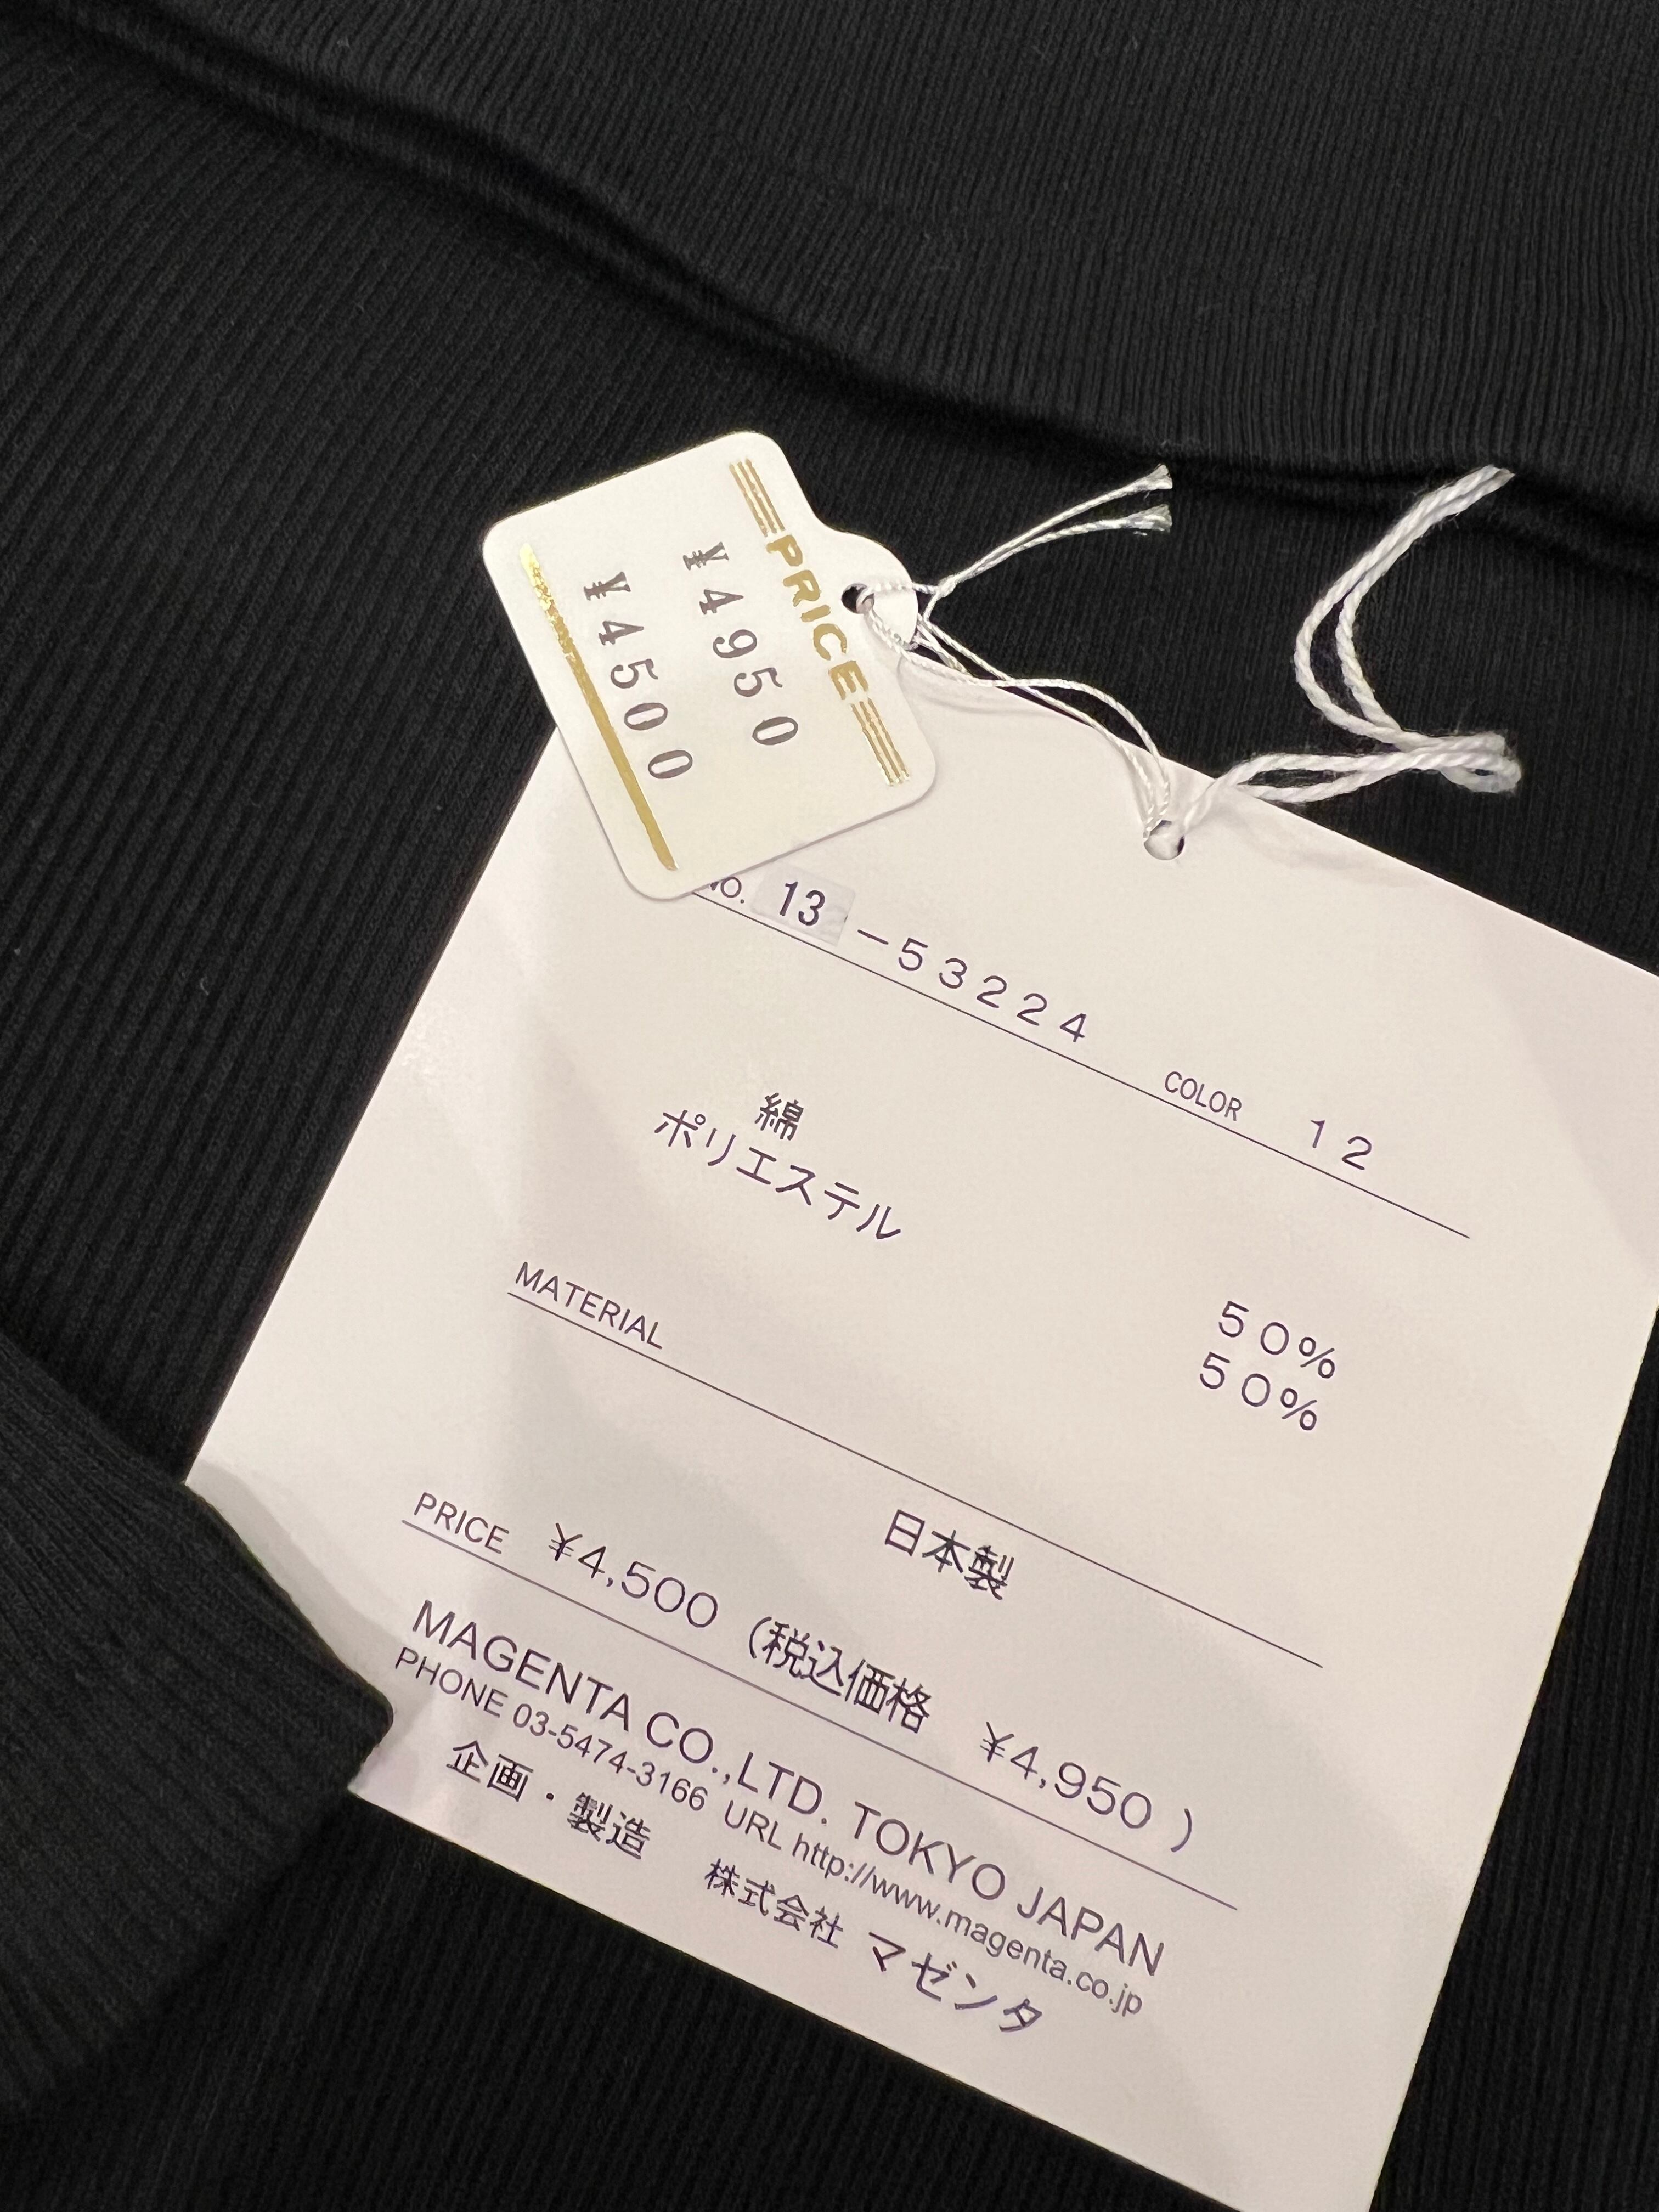 PRICE
¥4950
¥4500
No. 13-53224 COLOR 12
綿 50%
ポリエステル 50%
MATERIAL
日本製
PRICE ¥4,500 (税込価格 ¥4,950)
MAGENTA CO.,LTD. TOKYO JAPAN
PHONE 03-5474-3166 URL http://www.magenta.co.jp
企画・製造 株式会社 マゼンタ